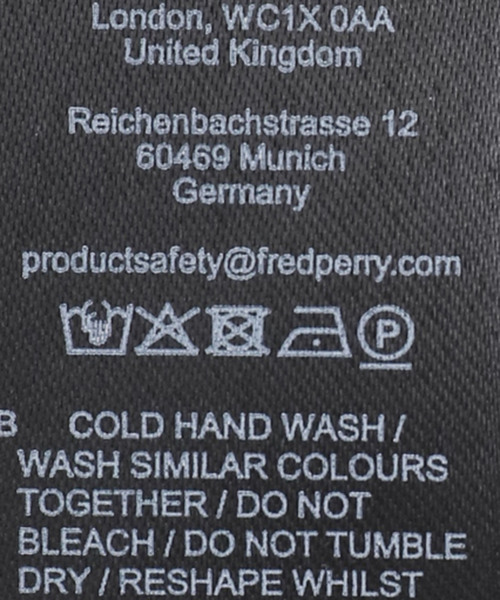 London, WC1X 0AA
United Kingdom
Reichenbachstrasse 12
60469 Munich
Germany
productsafety@fredperry.com
P
B COLD HAND WASH /
WASH SIMILAR COLOURS
TOGETHER / DO NOT
BLEACH / DO NOT TUMBLE
DRY / RESHAPE WHILST